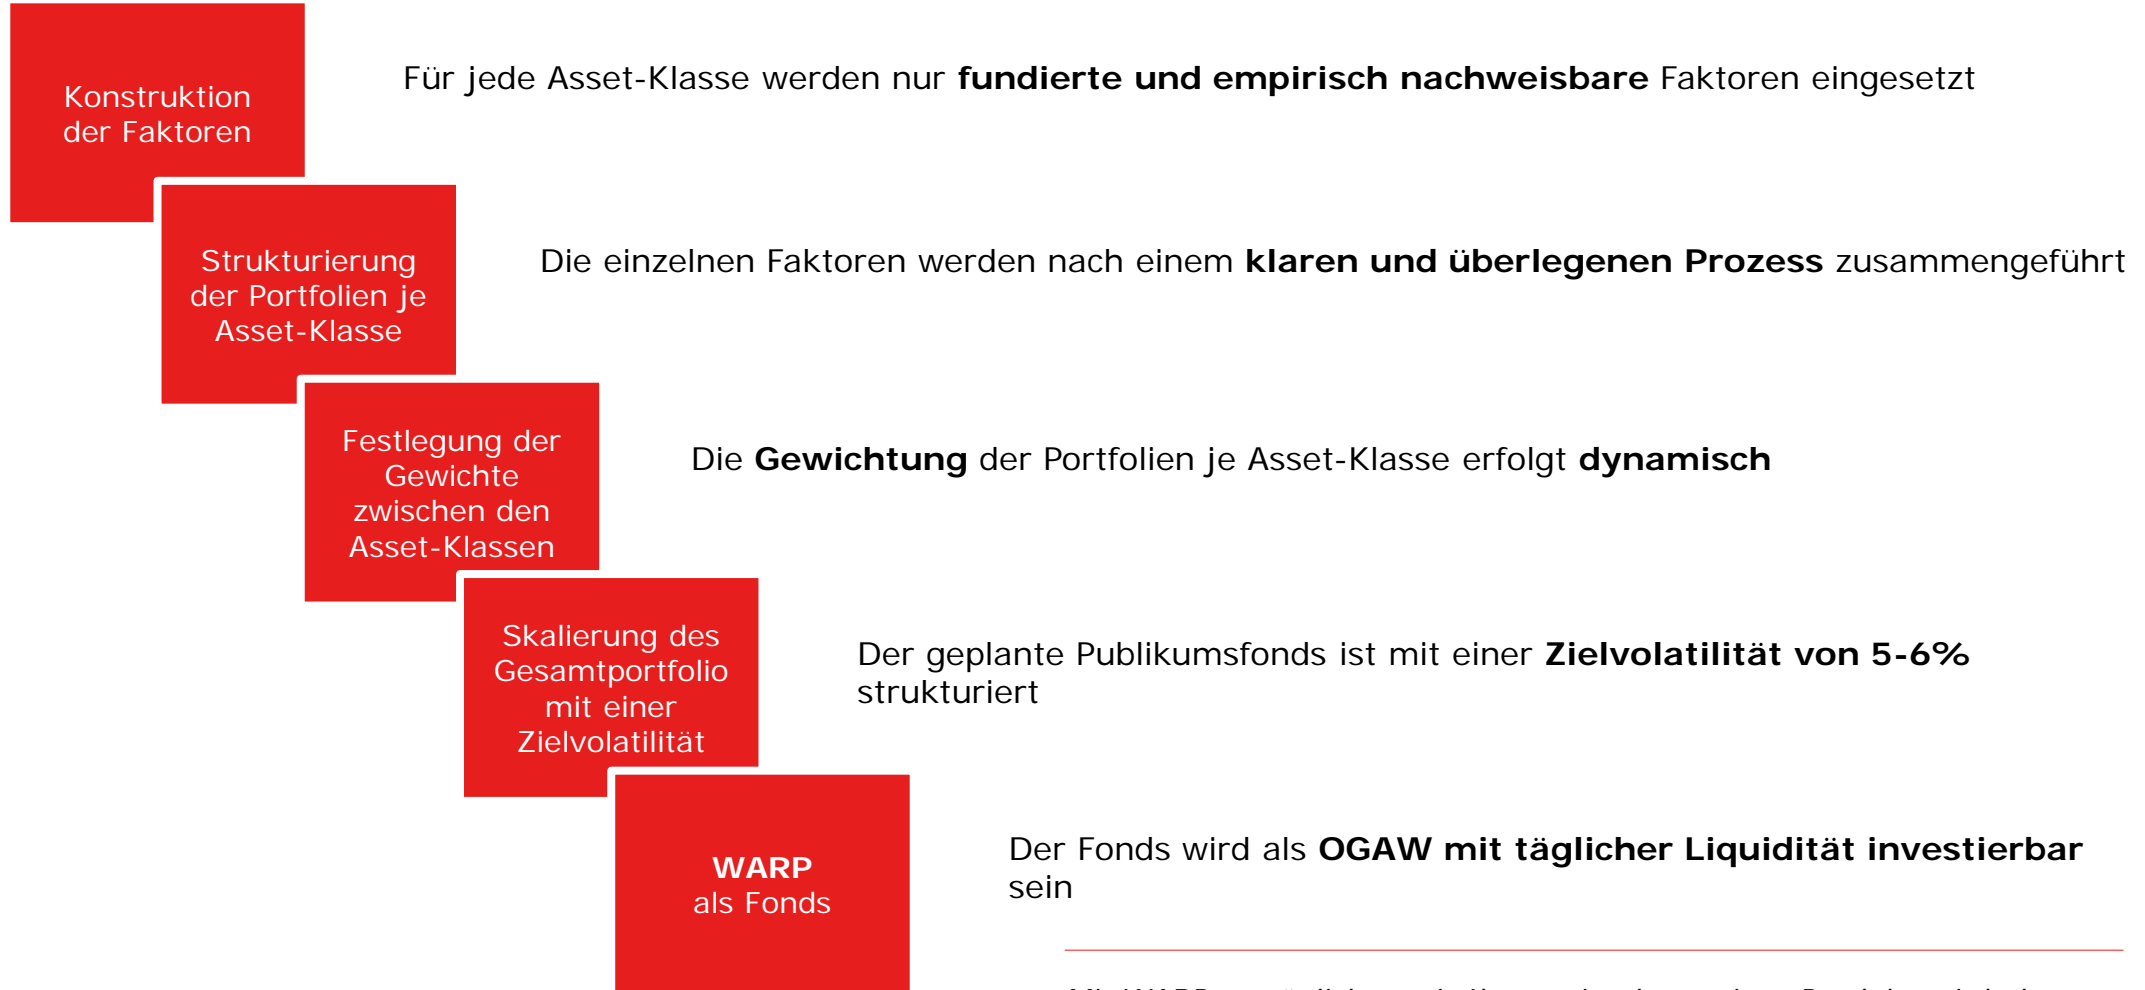 Konstruktion
der Faktoren
Für jede Asset-Klasse werden nur fundierte und empirisch nachweisbare Faktoren eingesetzt
Strukturierung
der Portfolien je
Asset-Klasse
Die einzelnen Faktoren werden nach einem klaren und überlegenen Prozess zusammengeführt
Festlegung der
Gewichte
zwischen den
Asset-Klassen
Die Gewichtung der Portfolien je Asset-Klasse erfolgt dynamisch
Skalierung des
Gesamtportfolio
mit einer
Zielvolatilität
Der geplante Publikumsfonds ist mit einer Zielvolatilität von 5-6%
strukturiert
WARP
als Fonds
Der Fonds wird als OGAW mit täglicher Liquidität investierbar
sein